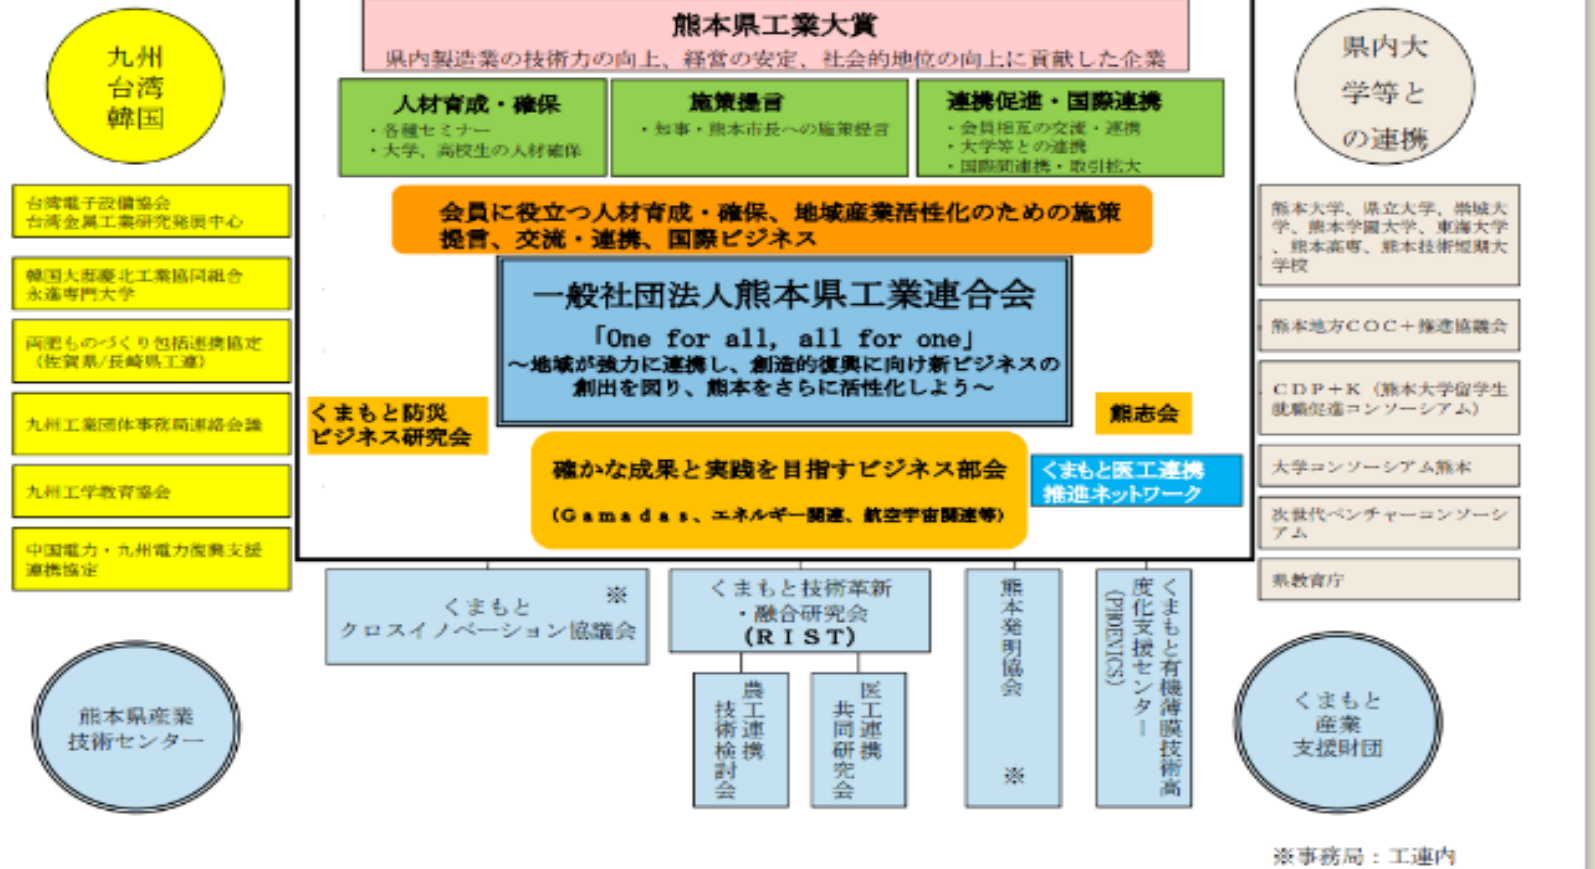 熊本県工業大賞
県内製造業の技術力の向上、経営の安定、社会的地位の向上に貢献した企業
九州
台湾
韓国
県内大
学等と
の連携
人材育成・確保
・各種セミナー
・大学、高校生の人材確保
施策提言
・知事・熊本市長への施策提言
連携促進・国際連携
・会員相互の交流・連携
・大学等との連携
・国際間連携・取引拡大
会員に役立つ人材育成・確保、地域産業活性化のための施策
提言、交流・連携、国際ビジネス
一般社団法人熊本県工業連合会
「One for all, all for one」
～地域が強力に連携し、創造的復興に向け新ビジネスの
創出を図り、熊本をさらに活性化しよう～
くまもと防災
ビジネス研究会
熊志会
確かな成果と実践を目指すビジネス部会
(Ｇａｍａｄａｓ、エネルギー関連、航空宇宙関連等)
くまもと医工連携
推進ネットワーク
台湾電子設備協会
台湾金属工業研究発展中心
韓国大邱慶北工業協同組合
永進専門大学
両肥ものづくり包括連携協定
（佐賀県/長崎県工連）
九州工業団体事務局連絡会議
九州工学教育協会
中国電力・九州電力復興支援
連携協定
熊本大学、県立大学、崇城大
学、熊本学園大学、東海大学
、熊本高専、熊本技術短期大
学校
熊本地方ＣＯＣ＋推進協議会
ＣＤＰ＋Ｋ（熊本大学留学生
就職促進コンソーシアム）
大学コンソーシアム熊本
次世代ベンチャーコンソーシ
アム
県教育庁
※
くまもと
クロスイノベーション協議会
くまもと技術革新
・融合研究会
(ＲＩＳＴ)
農工連携
技術検討会
医工連携
共同研究会
熊本発明協会　※
くまもと有機薄膜技術高
度化支援センター
(PHOENICS)
熊本県産業
技術センター
くまもと
産業
支援財団
※事務局：工連内